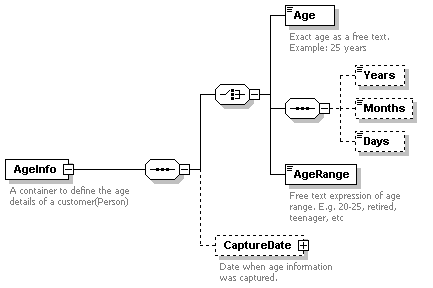 Age
Exact age as a free text.
Example: 25 years
Years
Months
Days
AgeInfo
A container to define the age
details of a customer(Person)
AgeRange
Free text expression of age
range. E.g. 20-25, retired,
teenager, etc
CaptureDate
Date when age information
was captured.